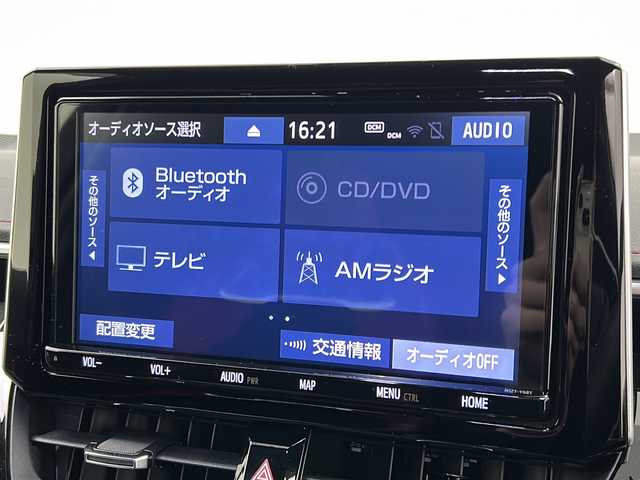 オーディオソース選択
16:21
DCM DCM
AUDIO
Bluetooth
オーディオ
CD/DVD
その他のソース
その他のソース
テレビ
AMラジオ
配置変更
交通情報
オーディオOFF
VOL−
VOL+
AUDIO PWR
MAP
MENU CTRL
HOME